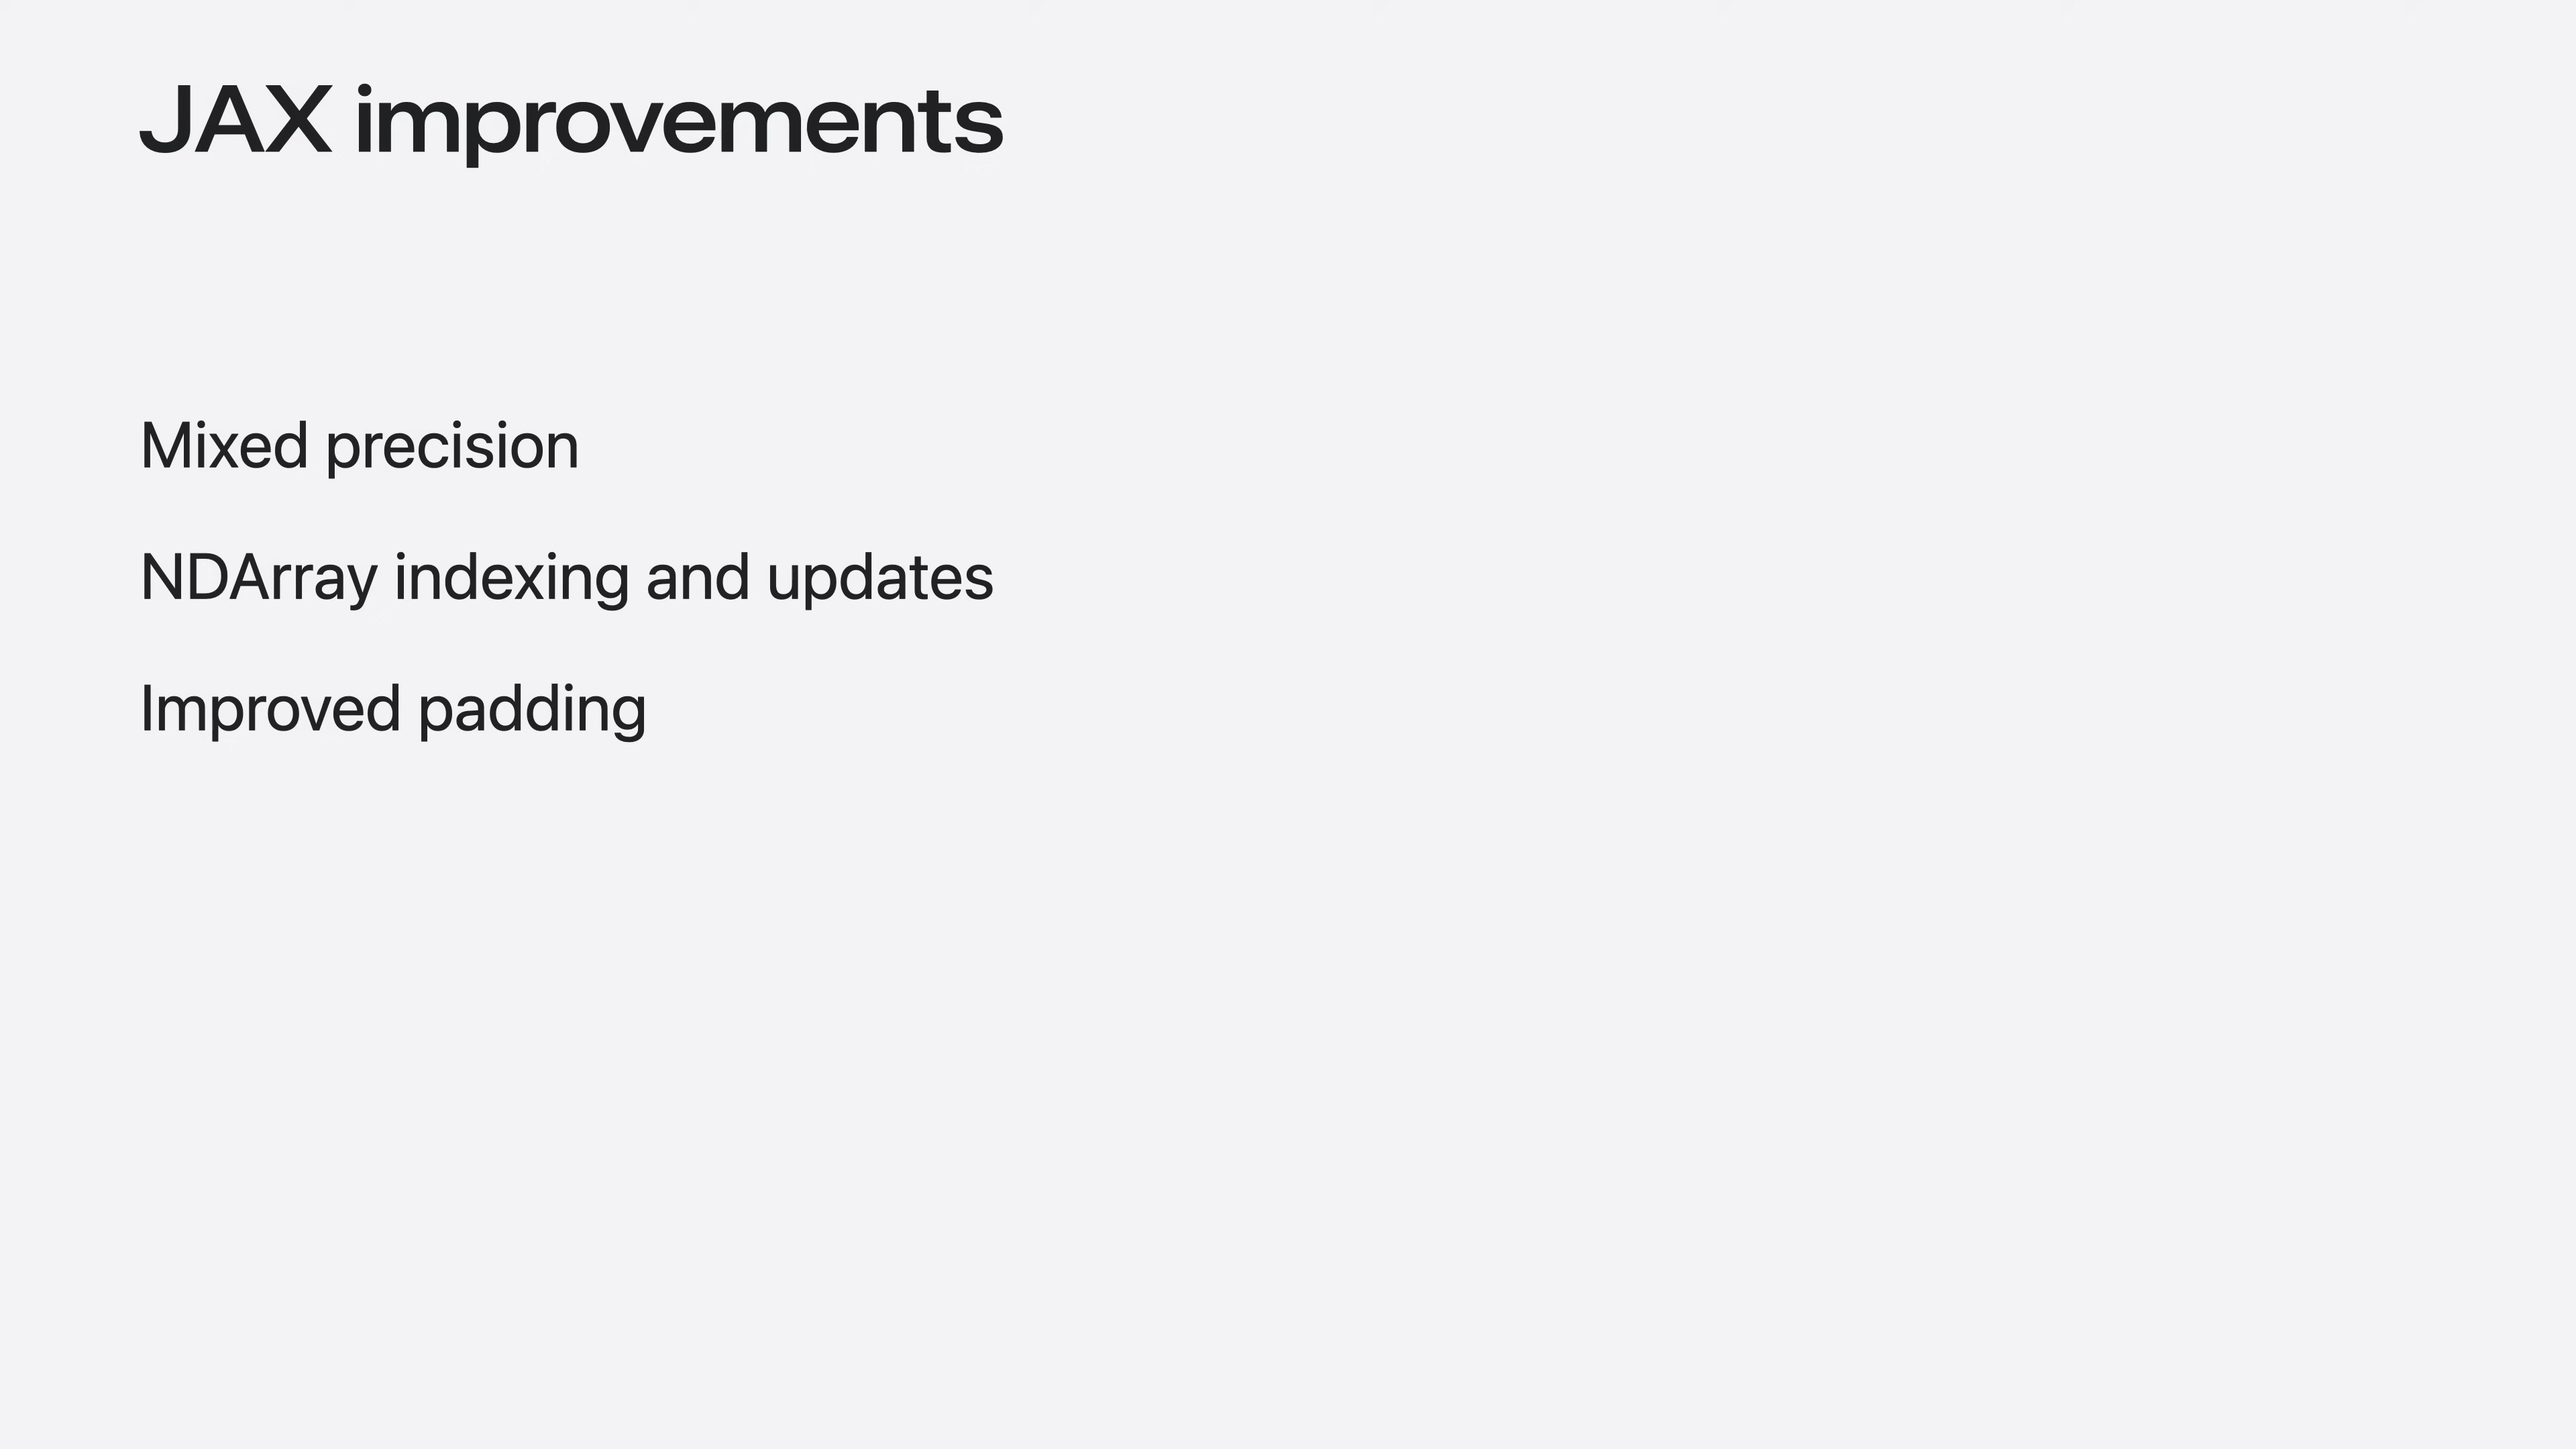 JAX improvements
Mixed precision
NDArray indexing and updates
Improved padding